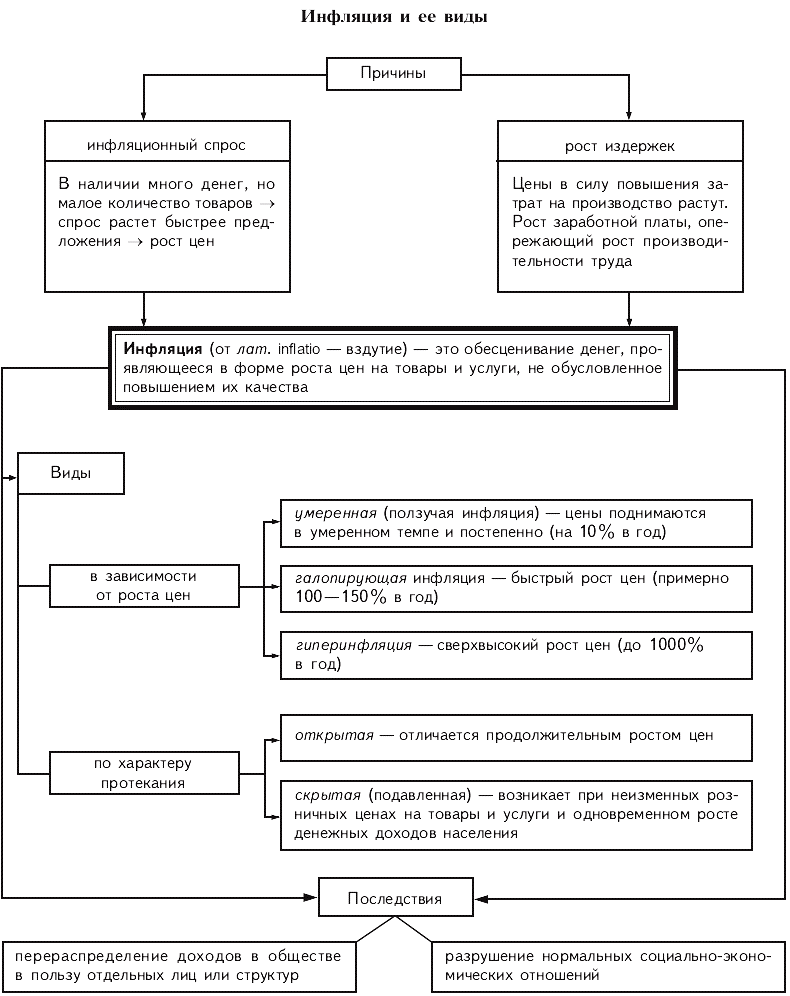 Инфляция и ее виды
Причины
инфляционный спрос
В наличии много денег, но
малое количество товаров →
спрос растет быстрее пред-
ложения → рост цен
рост издержек
Цены в силу повышения за-
трат на производство растут.
Рост заработной платы, опе-
режающий рост производи-
тельности труда
Инфляция (от лат. inflatio — вздутие) — это обесценивание денег, про-
являющееся в форме роста цен на товары и услуги, не обусловленное
повышением их качества
Виды
в зависимости
от роста цен
умеренная (ползучая инфляция) — цены поднимаются
в умеренном темпе и постепенно (на 10% в год)
галопирующая инфляция — быстрый рост цен (примерно
100—150% в год)
гиперинфляция — сверхвысокий рост цен (до 1000%
в год)
по характеру
протекания
открытая — отличается продолжительным ростом цен
скрытая (подавленная) — возникает при неизменных роз-
ничных ценах на товары и услуги и одновременном росте
денежных доходов населения
Последствия
перераспределение доходов в обществе
в пользу отдельных лиц или структур
разрушение нормальных социально-эконо-
мических отношений